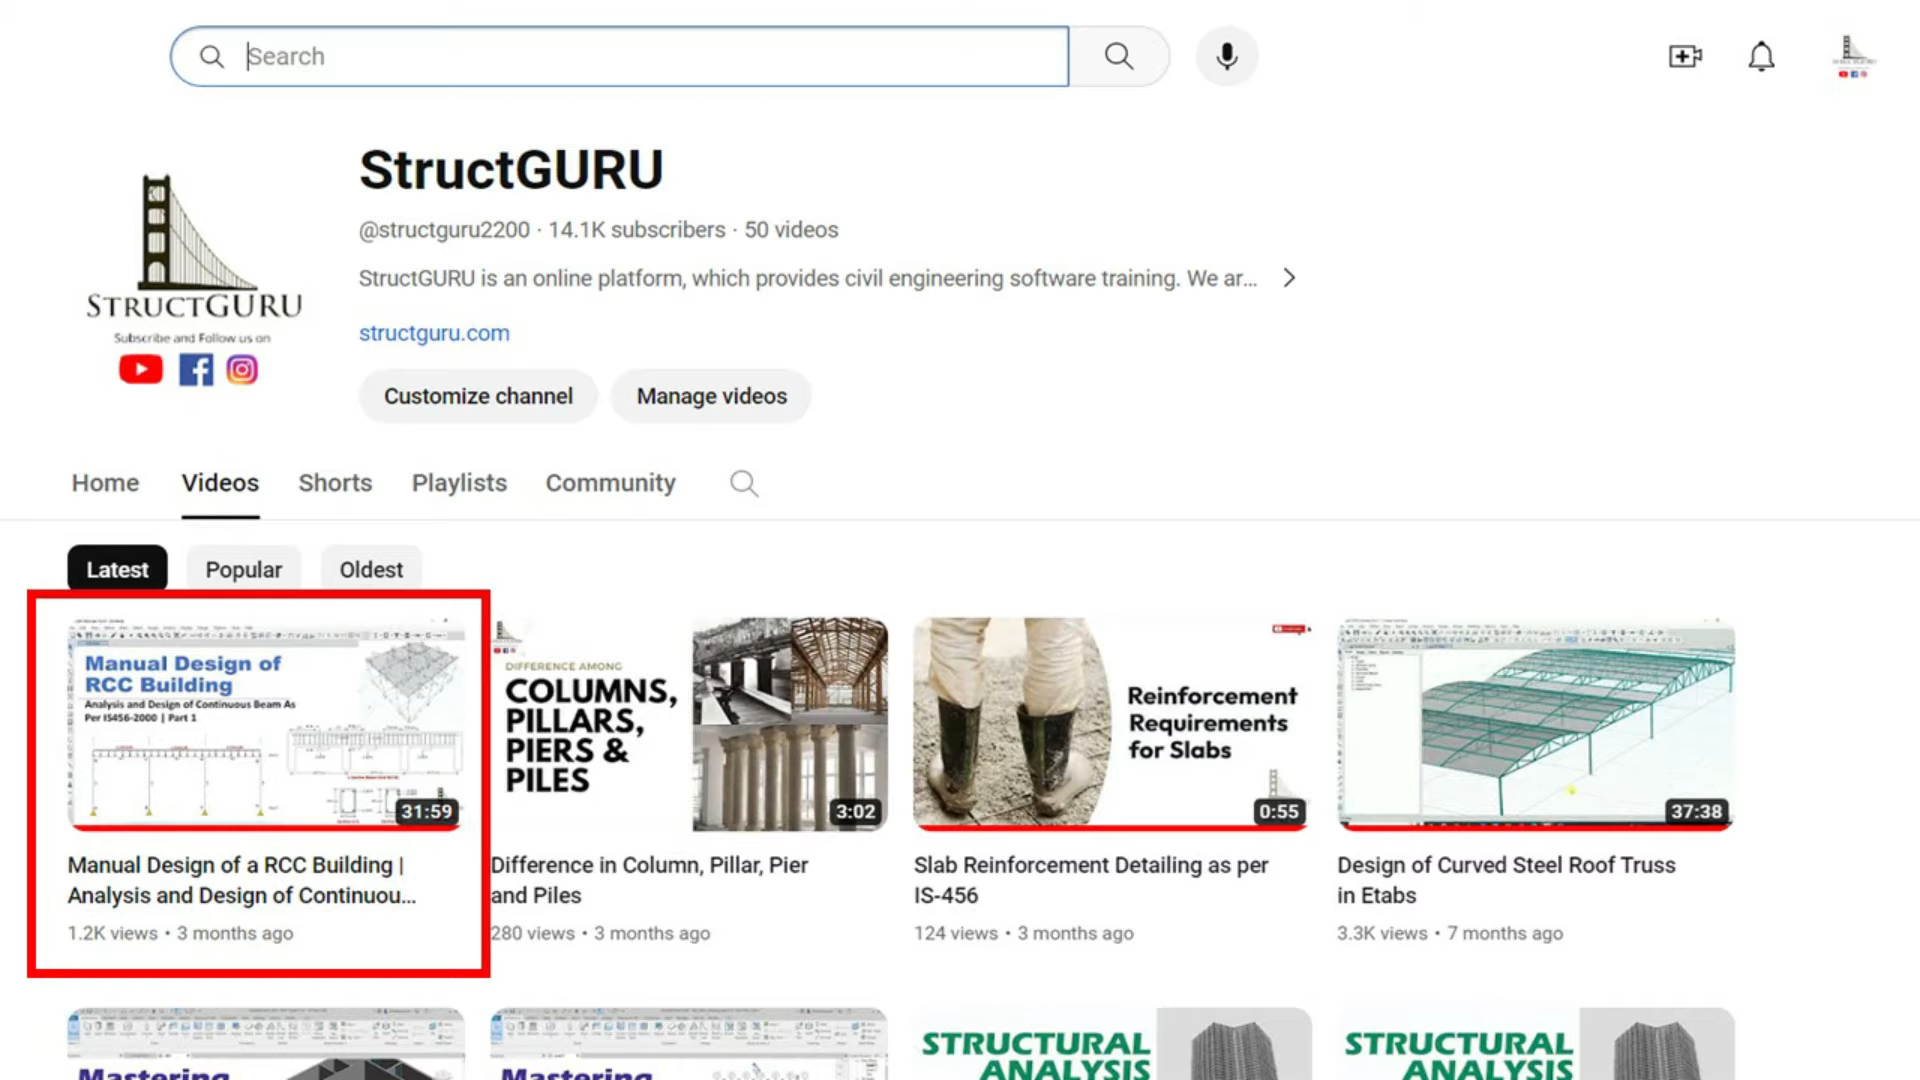 Search
StructGURU
@structguru2200 · 14.1K subscribers · 50 videos
StructGURU is an online platform, which provides civil engineering software training. We ar...
structguru.com
STRUCTGURU
Subscribe and Follow us on
Customize channel
Manage videos
Home
Videos
Shorts
Playlists
Community
Latest
Popular
Oldest
Manual Design of
RCC Building
Analysis and Design of Continuous Beam As
Per IS456-2000 | Part 1
31:59
Manual Design of a RCC Building |
Analysis and Design of Continuou...
1.2K views • 3 months ago
DIFFERENCE AMONG
COLUMNS,
PILLARS,
PIERS &
PILES
3:02
Difference in Column, Pillar, Pier
and Piles
280 views • 3 months ago
Reinforcement
Requirements
for Slabs
0:55
Slab Reinforcement Detailing as per
IS-456
124 views • 3 months ago
37:38
Design of Curved Steel Roof Truss
in Etabs
3.3K views • 7 months ago
Mastering
Mastering
STRUCTURAL
ANALYSIS
STRUCTURAL
ANALYSIS